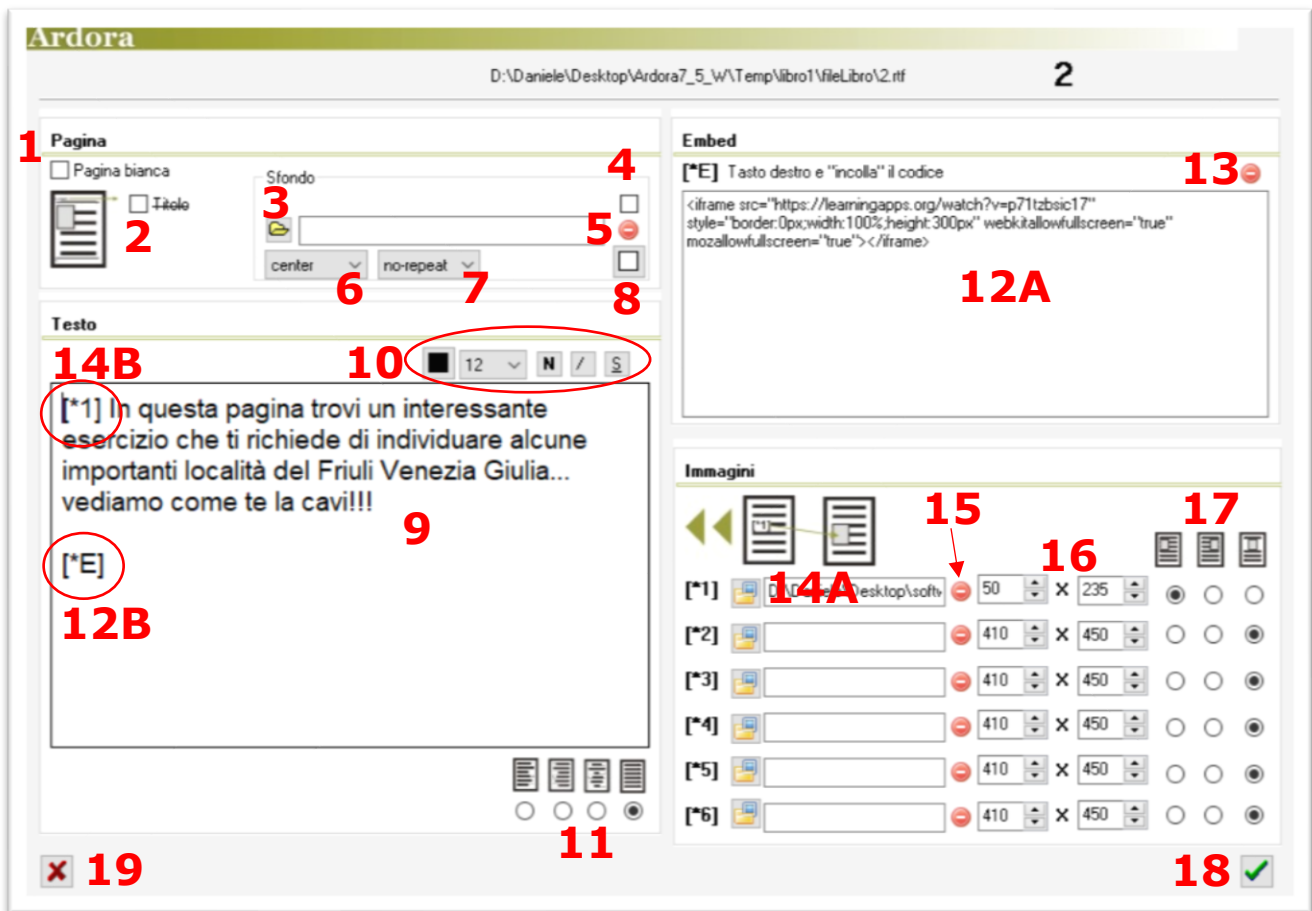 Ardora
D:\Daniele\Desktop\Ardora7_5_W\Temp\libro1\fileLibro\2.rtf 2
Pagina
1
Pagina bianca
Titolo
2
Sfondo
3
4
5
center no-repeat
6 7 8
Testo
14B 10 12 N / S
[*1] In questa pagina trovi un interessante
esercizio che ti richiede di individuare alcune
importanti località del Friuli Venezia Giulia...
vediamo come te la cavi!!!
9
[*E]
12B
11
19
Embed
[*E] Tasto destro e "incolla" il codice 13
<iframe src="https://learningapps.org/watch?v=p71tzbsic17"
style="border:0px;width:100%;height:300px" webkitallowfullscreen="true"
mozallowfullscreen="true"></iframe>
12A
Immagini
[*1]
15 17
14A 16
[*1] \Desktop\softw 50 X 235
[*2] 410 X 450
[*3] 410 X 450
[*4] 410 X 450
[*5] 410 X 450
[*6] 410 X 450
18